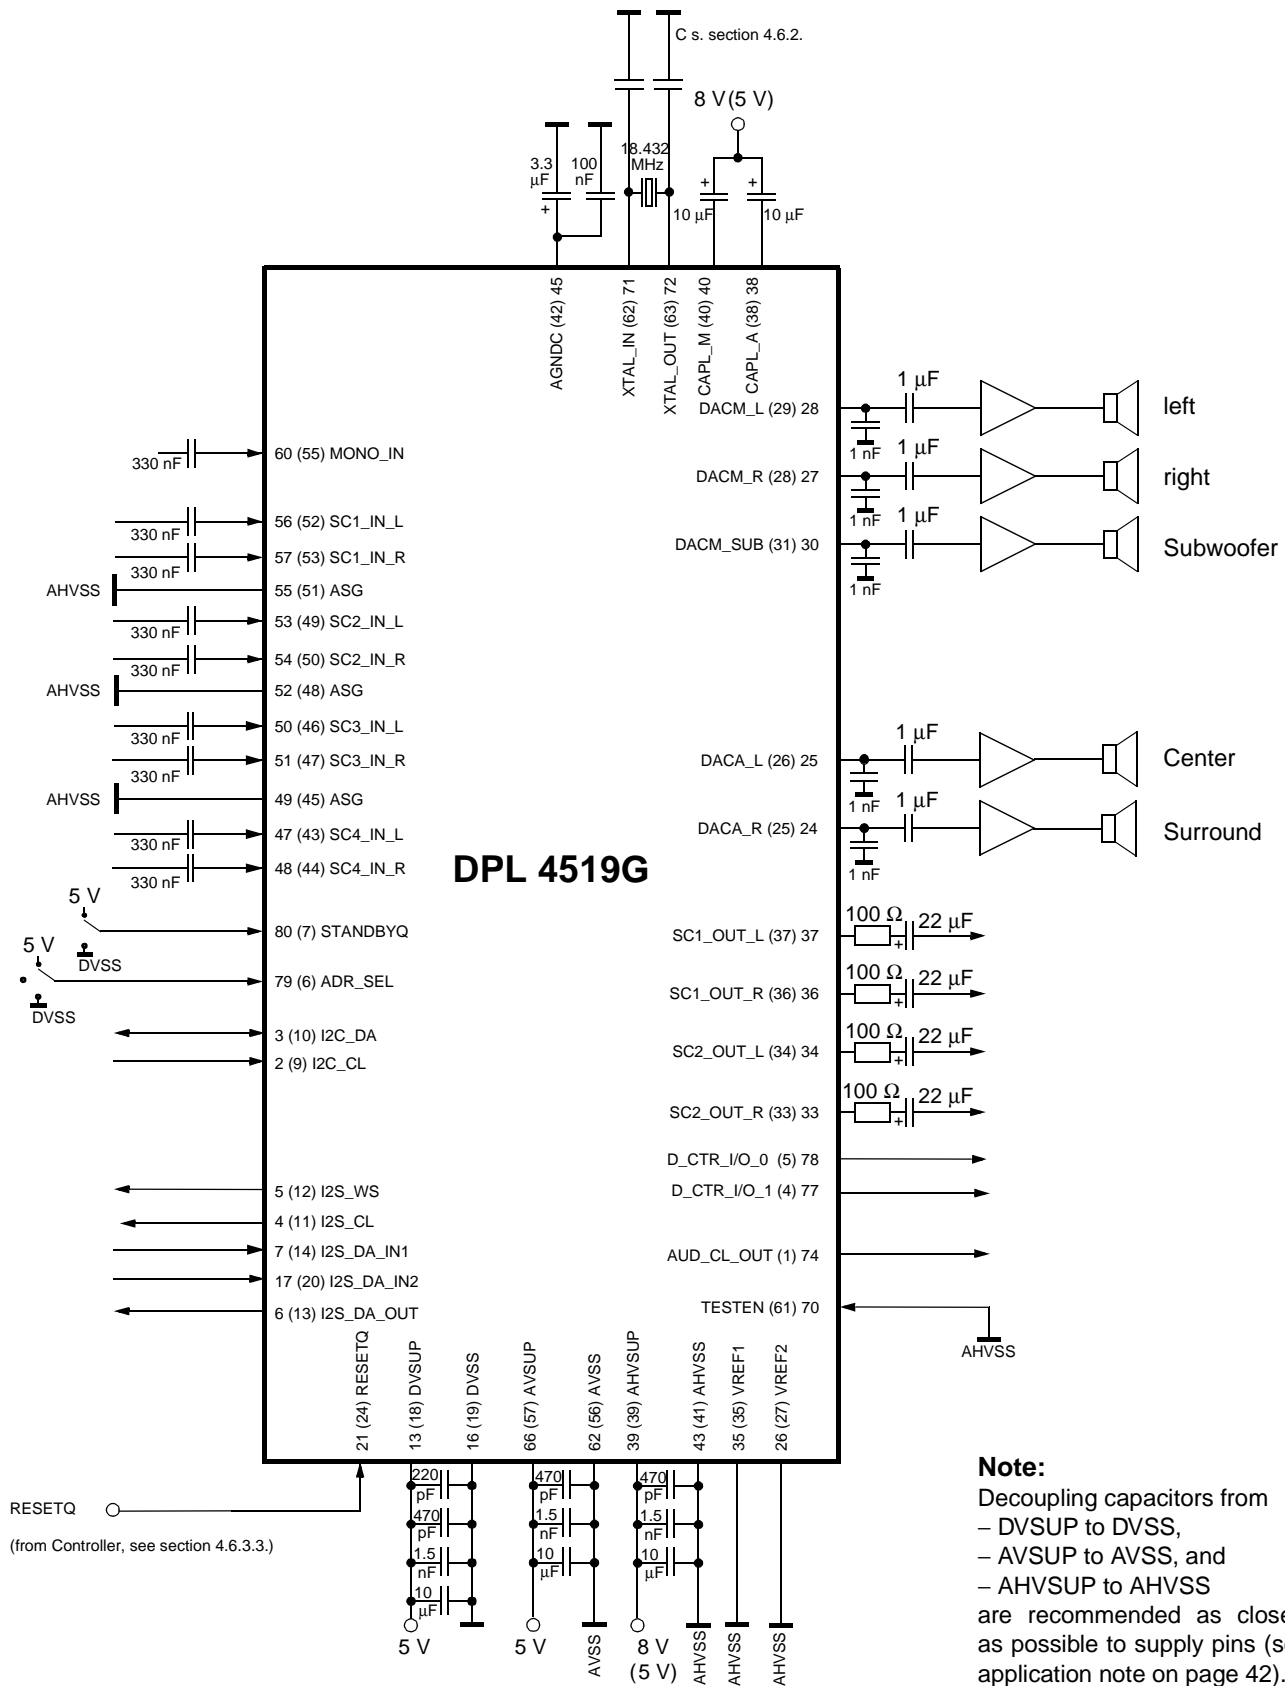 C s. section 4.6.2.
8 V (5 V)
18.432
MHz
3.3
µF
+
100
nF
+
10 µF
+
10 µF
AGNDC (42) 45
XTAL_IN (62) 71
XTAL_OUT (63) 72
CAPL_M (40) 40
CAPL_A (38) 38
330 nF
60 (55) MONO_IN
330 nF
56 (52) SC1_IN_L
330 nF
57 (53) SC1_IN_R
AHVSS
55 (51) ASG
330 nF
53 (49) SC2_IN_L
330 nF
54 (50) SC2_IN_R
AHVSS
52 (48) ASG
330 nF
50 (46) SC3_IN_L
330 nF
51 (47) SC3_IN_R
AHVSS
49 (45) ASG
330 nF
47 (43) SC4_IN_L
330 nF
48 (44) SC4_IN_R
5 V
DVSS
80 (7) STANDBYQ
5 V
DVSS
79 (6) ADR_SEL
3 (10) I2C_DA
2 (9) I2C_CL
5 (12) I2S_WS
4 (11) I2S_CL
7 (14) I2S_DA_IN1
17 (20) I2S_DA_IN2
6 (13) I2S_DA_OUT
DPL 4519G
DACM_L (29) 28
1 µF
1 nF
left
DACM_R (28) 27
1 µF
1 nF
right
DACM_SUB (31) 30
1 µF
1 nF
Subwoofer
DACA_L (26) 25
1 µF
1 nF
Center
DACA_R (25) 24
1 µF
1 nF
Surround
SC1_OUT_L (37) 37
100 Ω
+
22 µF
SC1_OUT_R (36) 36
100 Ω
+
22 µF
SC2_OUT_L (34) 34
100 Ω
+
22 µF
SC2_OUT_R (33) 33
100 Ω
+
22 µF
D_CTR_I/O_0 (5) 78
D_CTR_I/O_1 (4) 77
AUD_CL_OUT (1) 74
TESTEN (61) 70
AHVSS
21 (24) RESETQ
13 (18) DVSUP
16 (19) DVSS
66 (57) AVSUP
62 (56) AVSS
39 (39) AHVSUP
43 (41) AHVSS
35 (35) VREF1
26 (27) VREF2
RESETQ
(from Controller, see section 4.6.3.3.)
220
pF
470
pF
1.5
nF
10
µF
5 V
470
pF
1.5
nF
10
µF
5 V
AVSS
470
pF
1.5
nF
10
µF
8 V
(5 V)
AHVSS
AHVSS
AHVSS
Note:
Decoupling capacitors from
– DVSUP to DVSS,
– AVSUP to AVSS, and
– AHVSUP to AHVSS
are recommended as close
as possible to supply pins (se
application note on page 42).